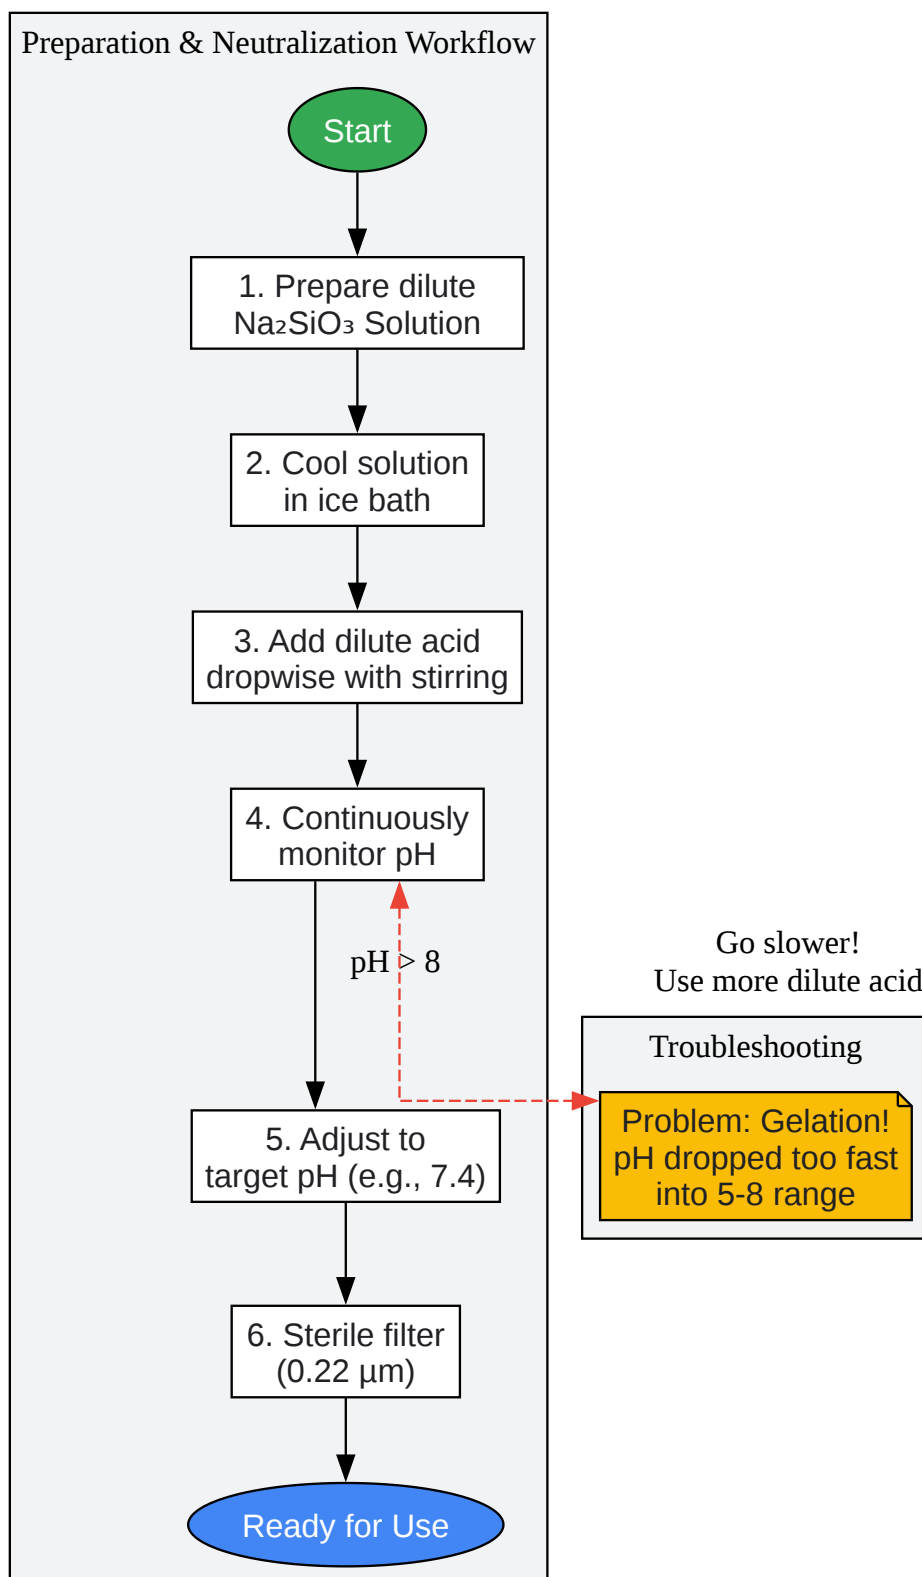 Preparation & Neutralization Workflow
Start
1. Prepare dilute
Na₂SiO₃ Solution
2. Cool solution
in ice bath
3. Add dilute acid
dropwise with stirring
4. Continuously
monitor pH
pH > 8
Go slower!
Use more dilute acid
Troubleshooting
Problem: Gelation!
pH dropped too fast
into 5-8 range
5. Adjust to
target pH (e.g., 7.4)
6. Sterile filter
(0.22 µm)
Ready for Use